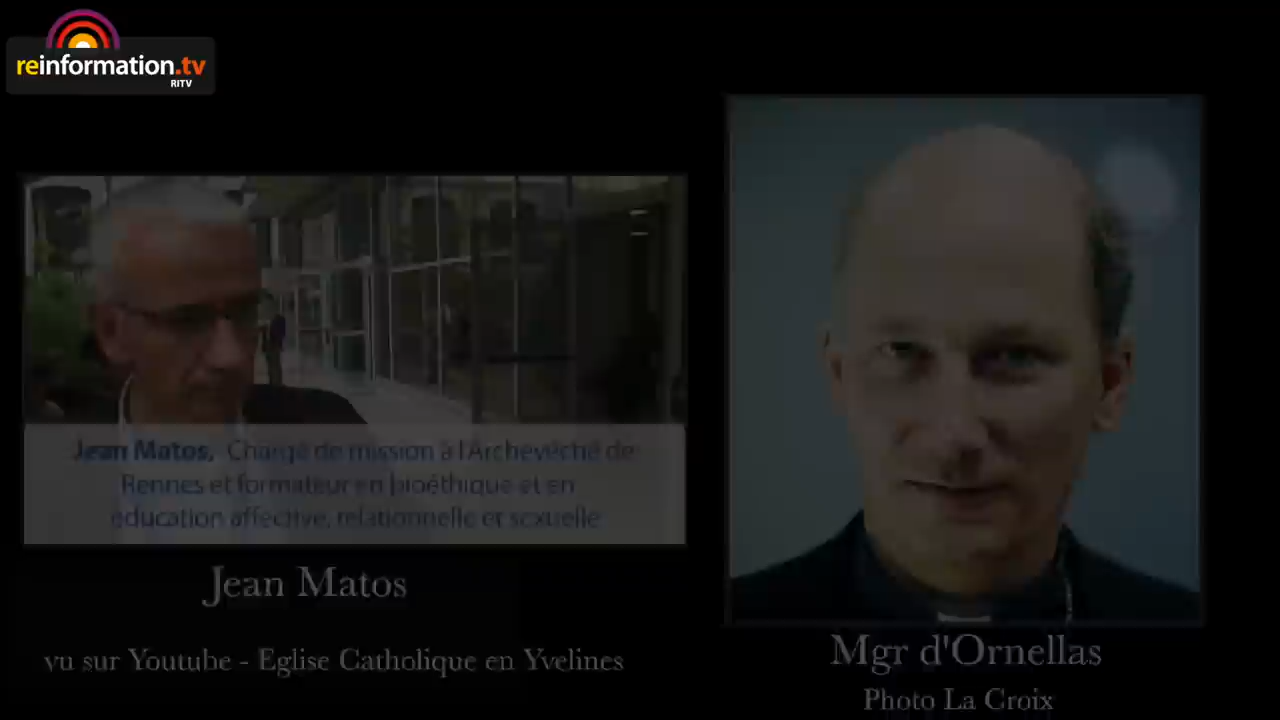 reinformation.tv
RITV
Jean Matos, Chargé de mission à l'Archevêché de
Rennes et formateur en bioéthique et en
éducation affective, relationnelle et sexuelle
Jean Matos
vu sur Youtube - Eglise Catholique en Yvelines
Mgr d'Ornellas
Photo La Croix